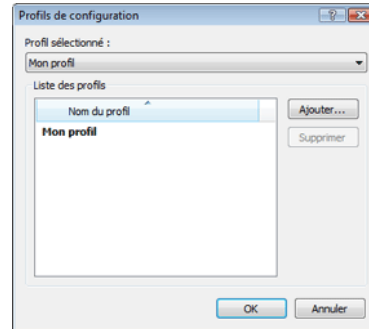 Profils de configuration
Profil sélectionné :
Mon profil
Liste des profils
Nom du profil
Ajouter...
Mon profil
Supprimer
OK
Annuler